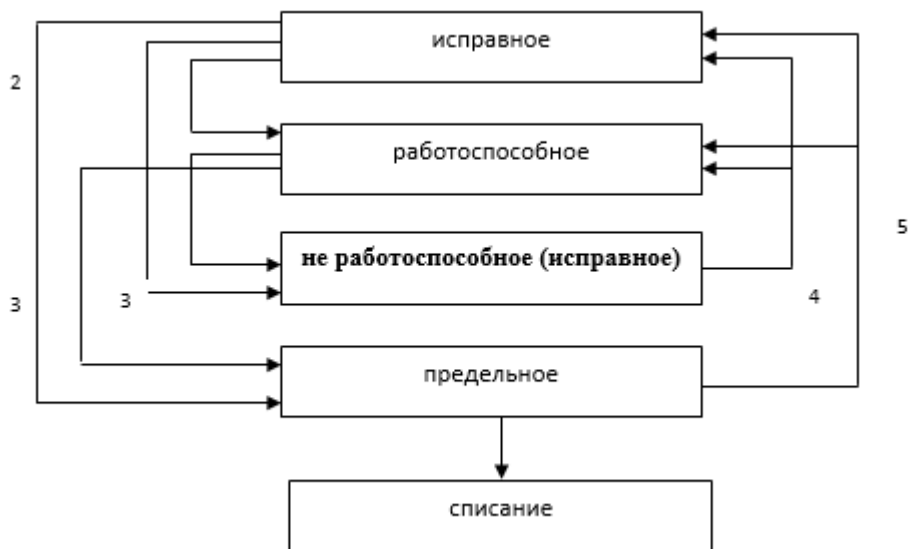 исправное
2
работоспособное
5
не работоспособное (исправное)
3
3
4
предельное
списание